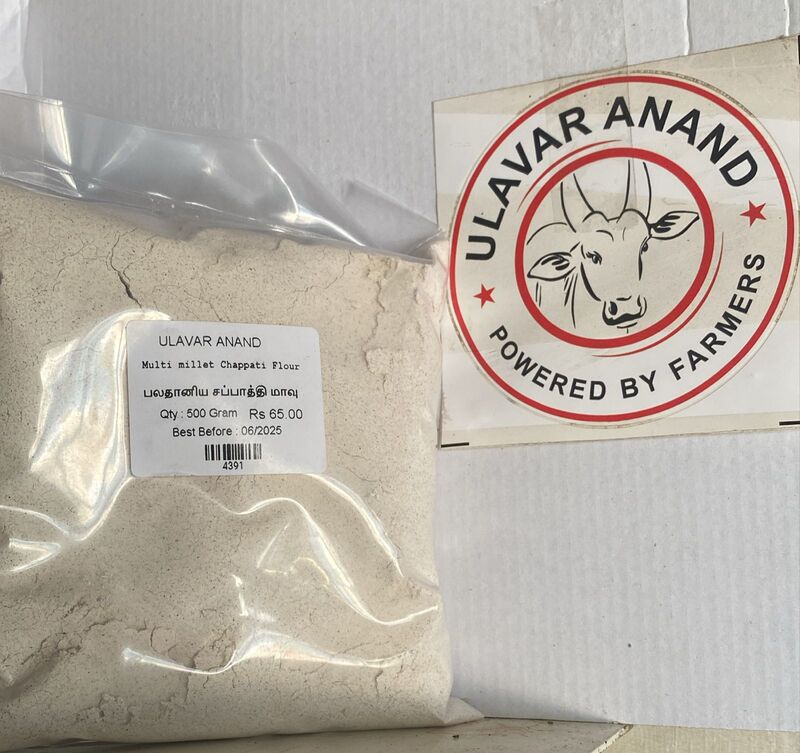 ULAVAR ANAND
Multi millet Chappati Flour
பலதானிய சப்பாத்தி மாவு
Qty : 500 Gram Rs 65.00
Best Before : 06/2025
4391
ULAVAR ANAND
POWERED BY FARMERS